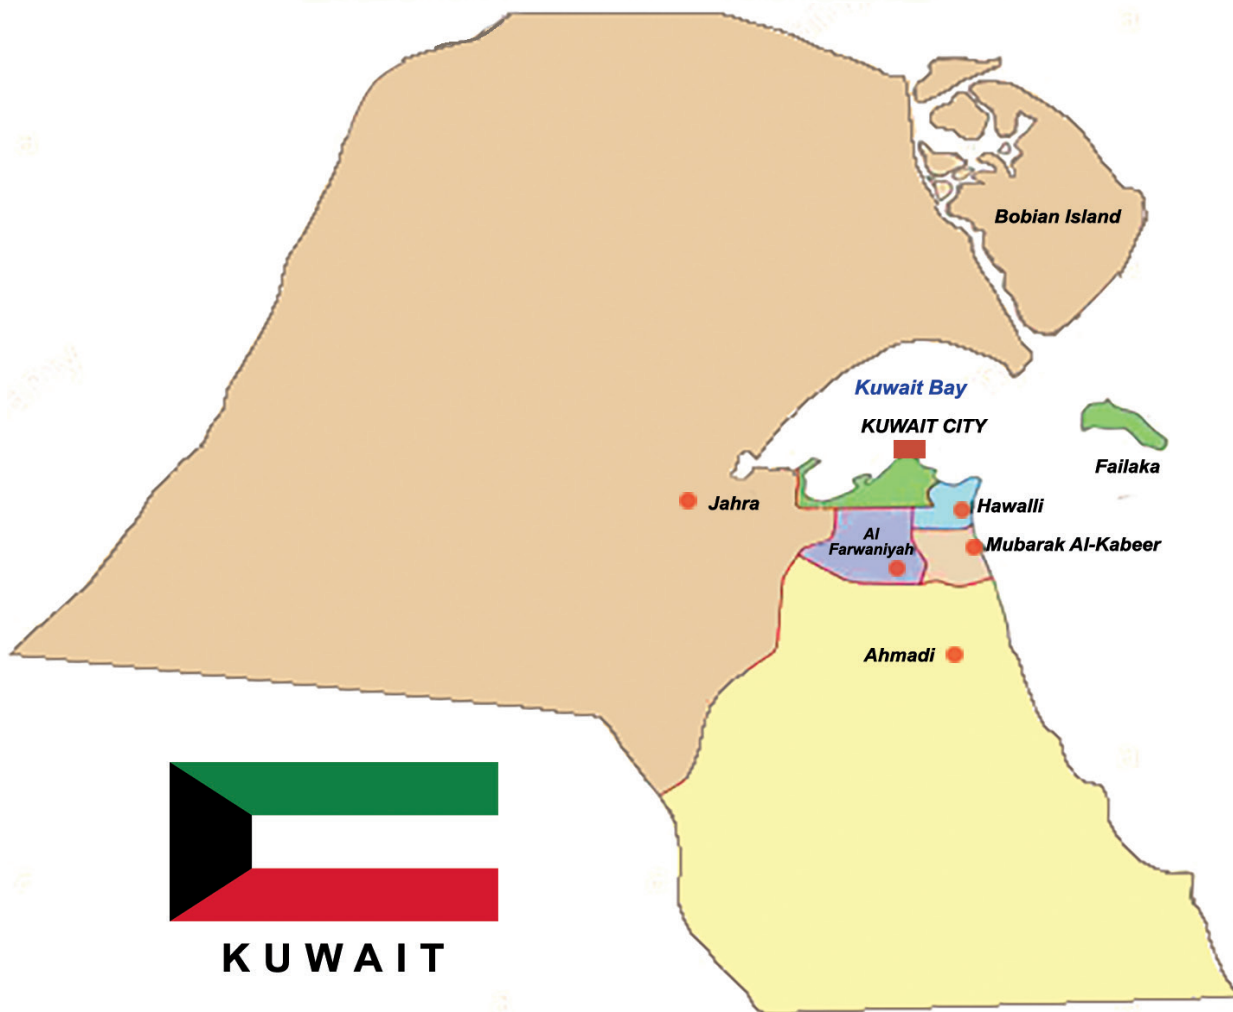 Bobian Island
Kuwait Bay
KUWAIT CITY
Failaka
Jahra
Hawalli
Al
Farwaniyah
Mubarak Al-Kabeer
Ahmadi
KUWAIT